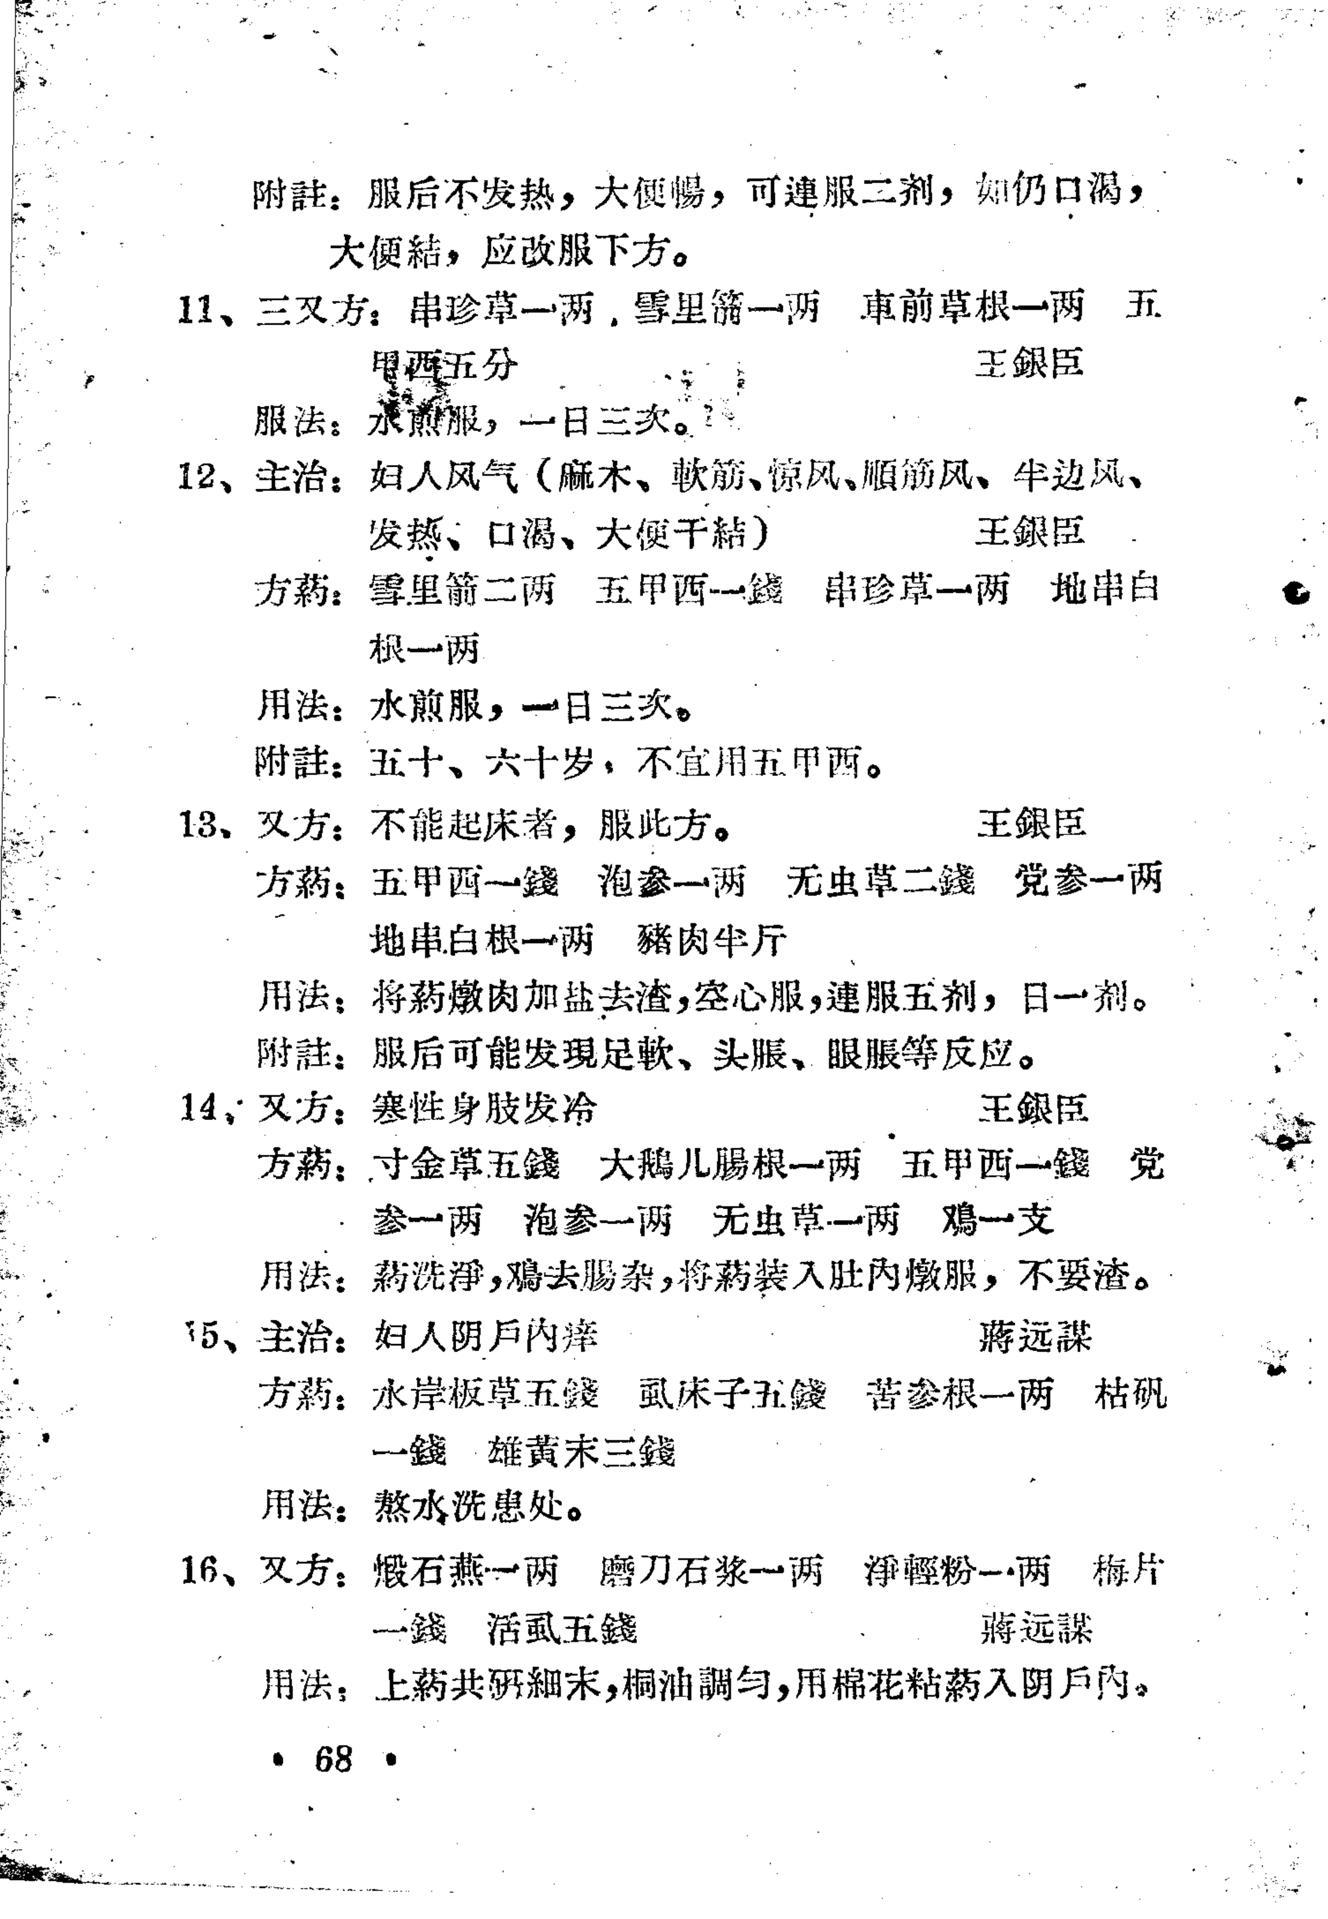 附註：服后不发热，大便暢，可連服二剂，如仍口渴，
大便結，应改服下方。
11、三又方：串珍草一两　雪里箭一两　車前草根一两　五
甲西五分　王銀臣
服法：水煎服，一日三次。
12、主治：妇人风气（麻木、軟筋、惊风、順筋风、半边风、
发热、口渴、大便干結）　王銀臣
方葯：雪里箭二两　五甲西一錢　串珍草一两　地串白
根一两
用法：水煎服，一日三次。
附註：五十、六十岁，不宜用五甲西。
13、又方：不能起床者，服此方。　王銀臣
方葯：五甲西一錢　泡参一两　无虫草二錢　党参一两
地串白根一两　豬肉半斤
用法：将葯燉肉加盐去渣，空心服，連服五剂，日一剂。
附註：服后可能发現足軟、头脹、眼脹等反应。
14、又方：寒性身肢发冷　王銀臣
方葯：寸金草五錢　大鵝儿腸根一两　五甲西一錢　党
参一两　泡参一两　无虫草一两　鷄一支
用法：葯洗淨，鷄去腸杂，将葯装入肚內燉服，不要渣。
15、主治：妇人阴戶內痒　蔣远謀
方葯：水岸板草五錢　虱床子五錢　苦参根一两　枯矾
一錢　雄黃末三錢
用法：熬水洗患处。
16、又方：煅石燕一两　磨刀石浆一两　淨輕粉一两　梅片
一錢　活虱五錢　蔣远謀
用法：上葯共研細末，桐油調匀，用棉花粘葯入阴戶內。
• 68 •